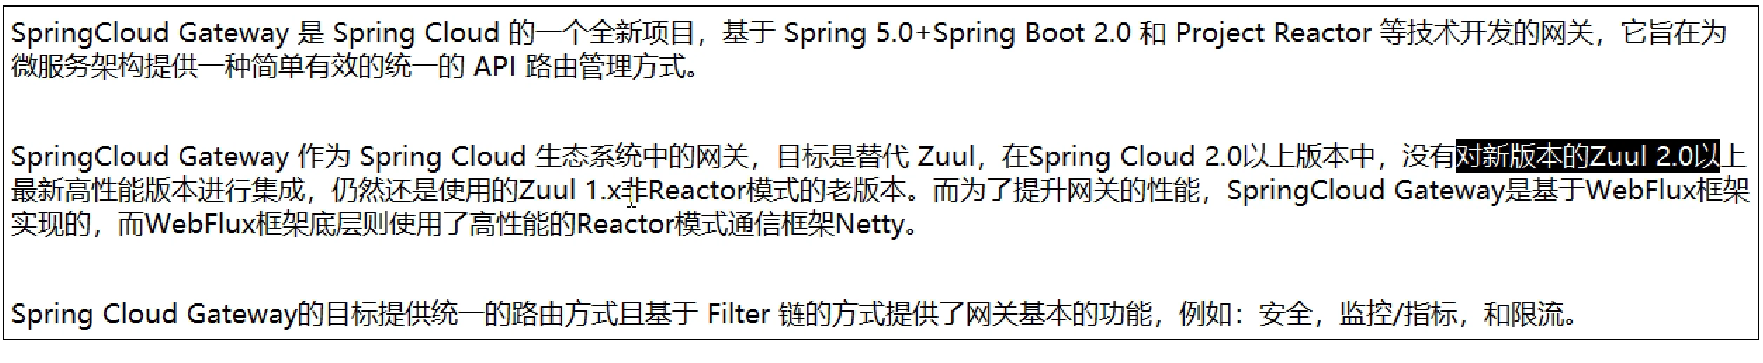 SpringCloud Gateway 是 Spring Cloud 的一个全新项目，基于 Spring 5.0+Spring Boot 2.0 和 Project Reactor 等技术开发的网关，它旨在为
微服务架构提供一种简单有效的统一的 API 路由管理方式。
SpringCloud Gateway 作为 Spring Cloud 生态系统中的网关，目标是替代 Zuul，在Spring Cloud 2.0以上版本中，没有对新版本的Zuul 2.0以上
最新高性能版本进行集成，仍然还是使用的Zuul 1.x非Reactor模式的老版本。而为了提升网关的性能，SpringCloud Gateway是基于WebFlux框架
实现的，而WebFlux框架底层则使用了高性能的Reactor模式通信框架Netty。
Spring Cloud Gateway的目标提供统一的路由方式且基于 Filter 链的方式提供了网关基本的功能，例如：安全，监控/指标，和限流。